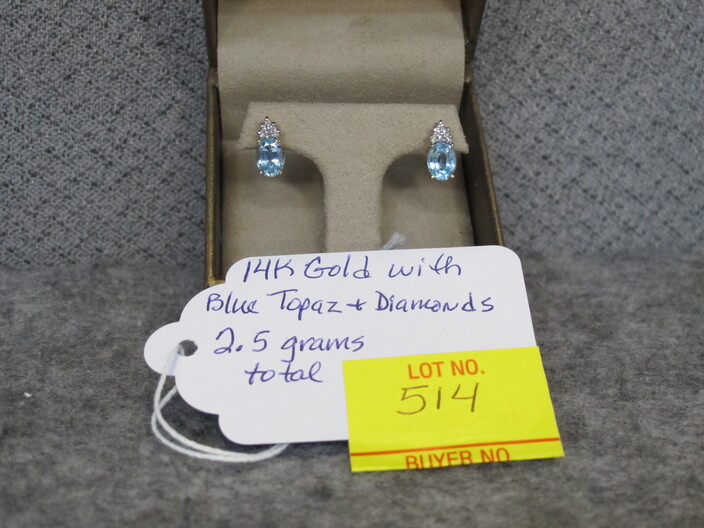 14K Gold with
Blue Topaz + Diamonds
2.5 grams
total
LOT NO.
514
BUYER NO